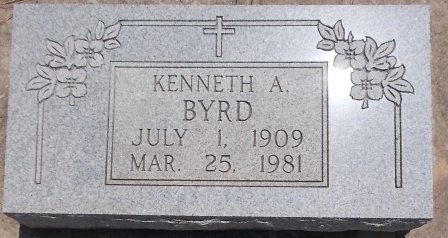 KENNETH A.
BYRD
JULY 1, 1909
MAR. 25, 1981